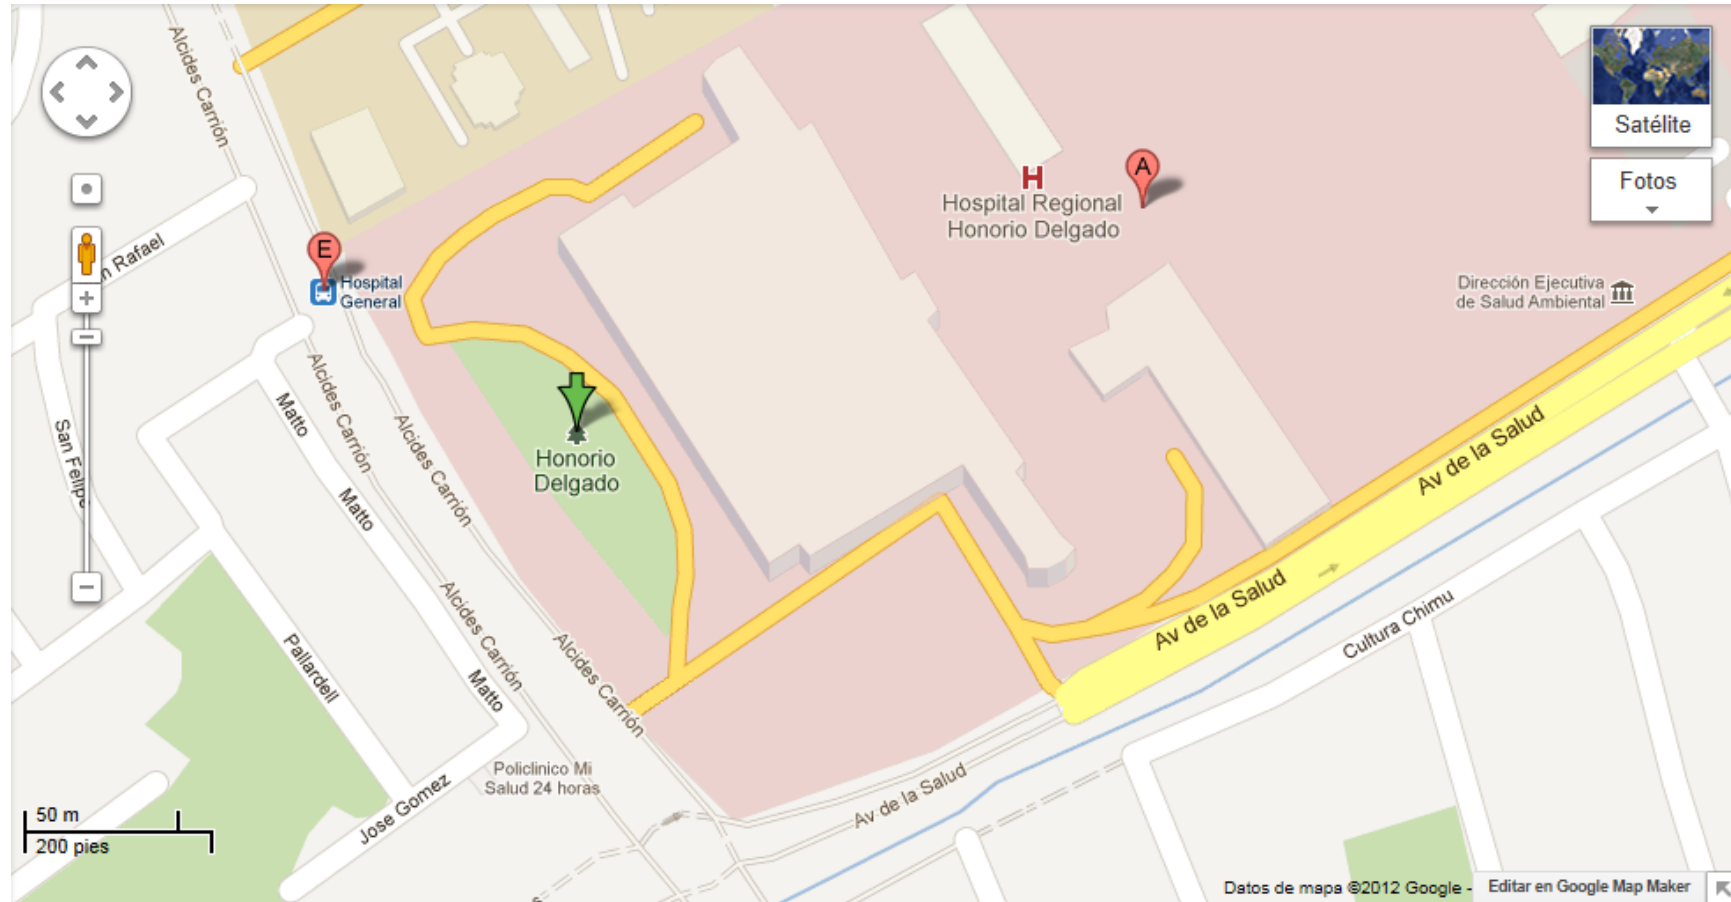 Alcides Carrión
Satélite
Fotos
A
H
Hospital Regional
Honorio Delgado
E
Hospital
General
Rafael
Dirección Ejecutiva
de Salud Ambiental
Alcides Carrión
Matto
Alcides Carrión
San Felipe
Honorio
Delgado
Av de la Salud
Matto
Av de la Salud
Cultura Chimu
Alcides Carrión
Pallardell
Alcides Carrión
Matto
Policlinico Mi
Salud 24 horas
Av de la Salud
Jose Gomez
50 m
200 pies
Datos de mapa ©2012 Google -
Editar en Google Map Maker